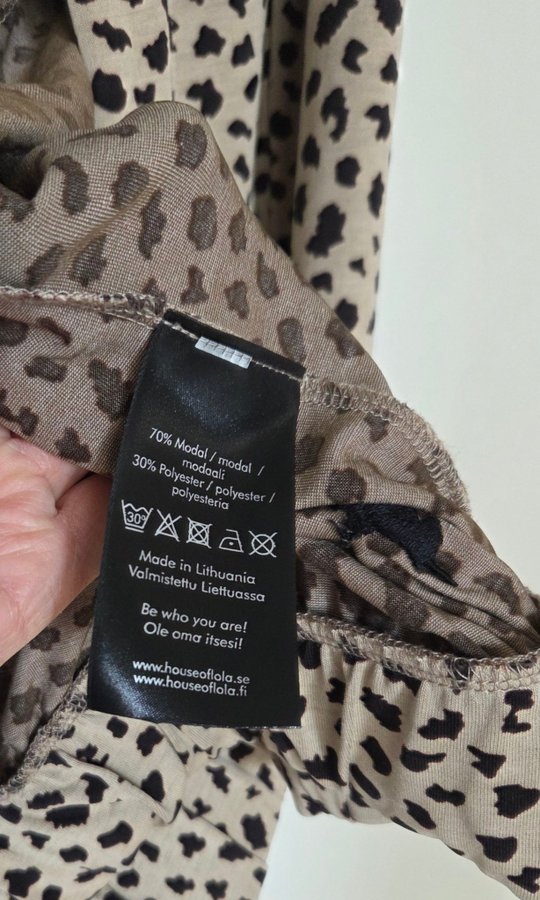 70% Modal / modal /
modaali
30% Polyester / polyester /
polyesteria
30°
Made in Lithuania
Valmistettu Liettuassa
Be who you are!
Ole oma itsesi!
www.houseoflola.se
www.houseoflola.fi